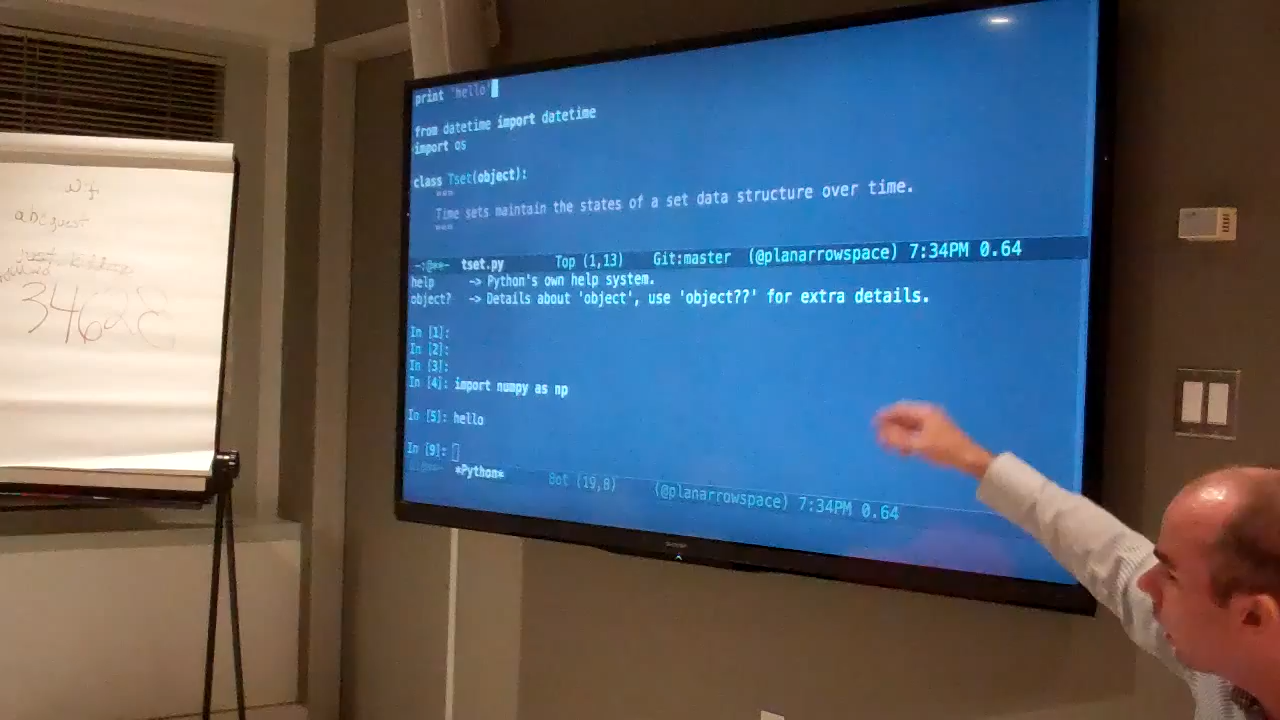 print 'hello'
from datetime import datetime
import os
class Tset(object):
"""
Time sets maintain the states of a set data structure over time.
"""
-:@**- tset.py Top (1,13) Git:master (@planarrowspace) 7:34PM 0.64
help -> Python's own help system.
object? -> Details about 'object', use 'object??' for extra details.
In [1]:
In [2]:
In [3]:
In [4]: import numpy as np
In [5]: hello
In [9]:
*Python* Bot (19,8) (@planarrowspace) 7:34PM 0.64
abcguest